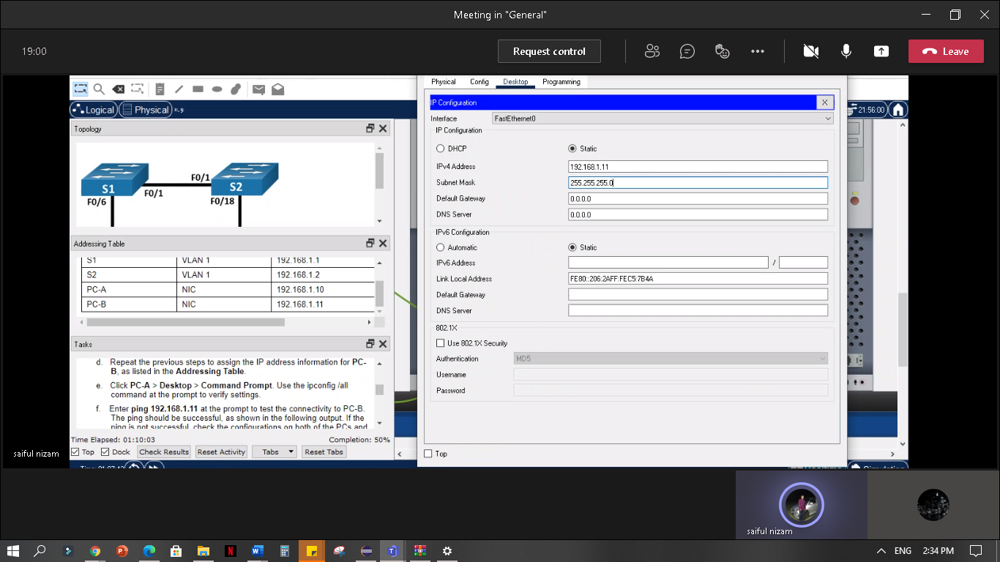 Meeting in "General"
19:00
Request control
Leave
Physical
Config
Desktop
Programming
Logical
Physical
21:56:00
Topology
S1
F0/6
F0/1
F0/1
S2
F0/18
Addressing Table
S1 VLAN 1 192.168.1.1
S2 VLAN 1 192.168.1.2
PC-A NIC 192.168.1.10
PC-B NIC 192.168.1.11
Tasks
d. Repeat the previous steps to assign the IP address information for PC-
B, as listed in the Addressing Table.
e. Click PC-A > Desktop > Command Prompt. Use the ipconfig /all
command at the prompt to verify settings.
f. Enter ping 192.168.1.11 at the prompt to test the connectivity to PC-B.
The ping should be successful, as shown in the following output. If the
ping is not successful, check the configurations on both of the PCs and
Time Elapsed: 01:10:03
Completion: 50%
Top
Dock
Check Results
Reset Activity
Tabs
Reset Tabs
IP Configuration
X
Interface FastEthernet0
IP Configuration
DHCP
Static
IPv4 Address 192.168.1.11
Subnet Mask 255.255.255.0
Default Gateway 0.0.0.0
DNS Server 0.0.0.0
IPv6 Configuration
Automatic
Static
IPv6 Address /
Link Local Address FE80::206:2AFF:FEC5:7B4A
Default Gateway
DNS Server
802.1X
Use 802.1X Security
Authentication MD5
Username
Password
Top
saiful nizam
saiful nizam
ENG
2:34 PM